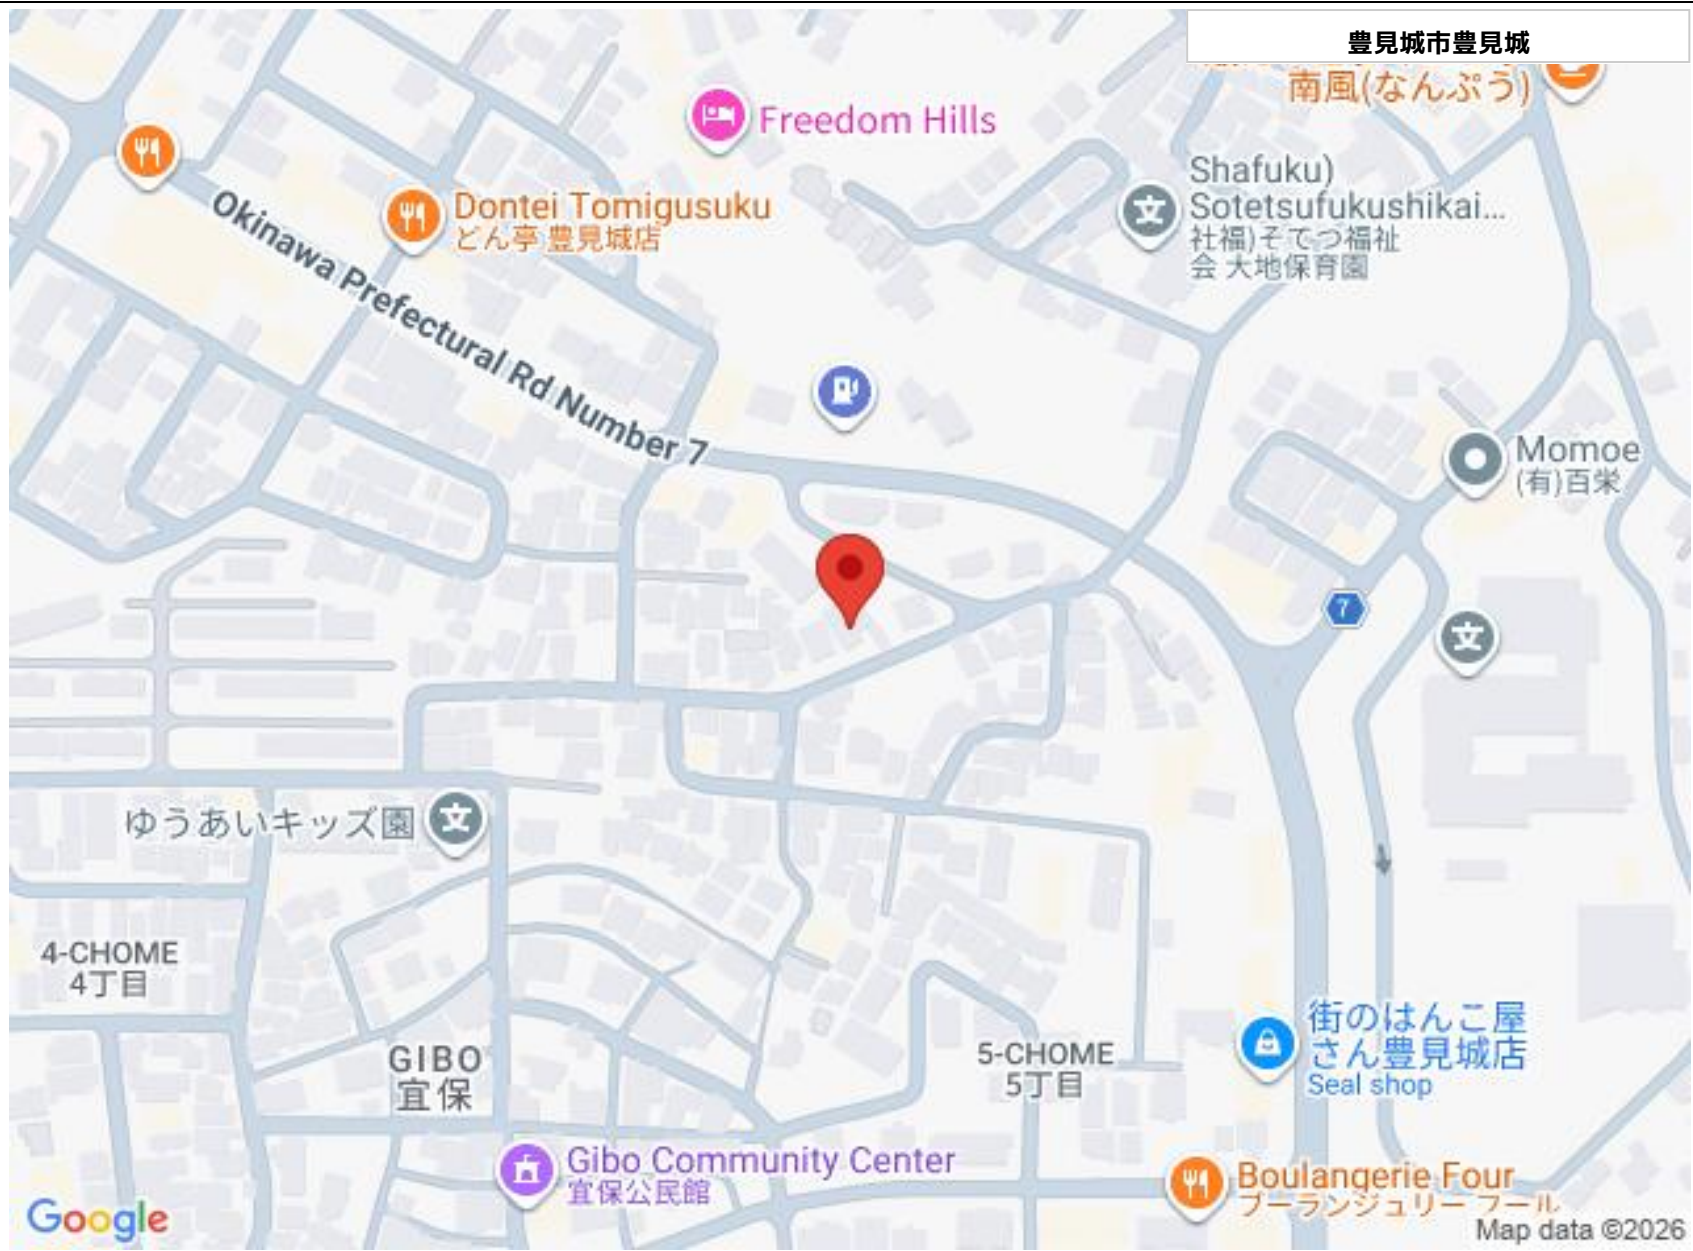 豊見城市豊見城
南風(なんぷう)
Freedom Hills
Shafuku)
Sotetsufukushikai...
社福)そてつ福祉
会 大地保育園
Dontei Tomigusuku
どん亭 豊見城店
Okinawa Prefectural Rd Number 7
Momoe
(有)百栄
7
ゆうあいキッズ園
4-CHOME
4丁目
GIBO
宜保
5-CHOME
5丁目
街のはんこ屋
さん豊見城店
Seal shop
Gibo Community Center
宜保公民館
Boulangerie Four
ブーランジュリー フール
Google
Map data ©2026